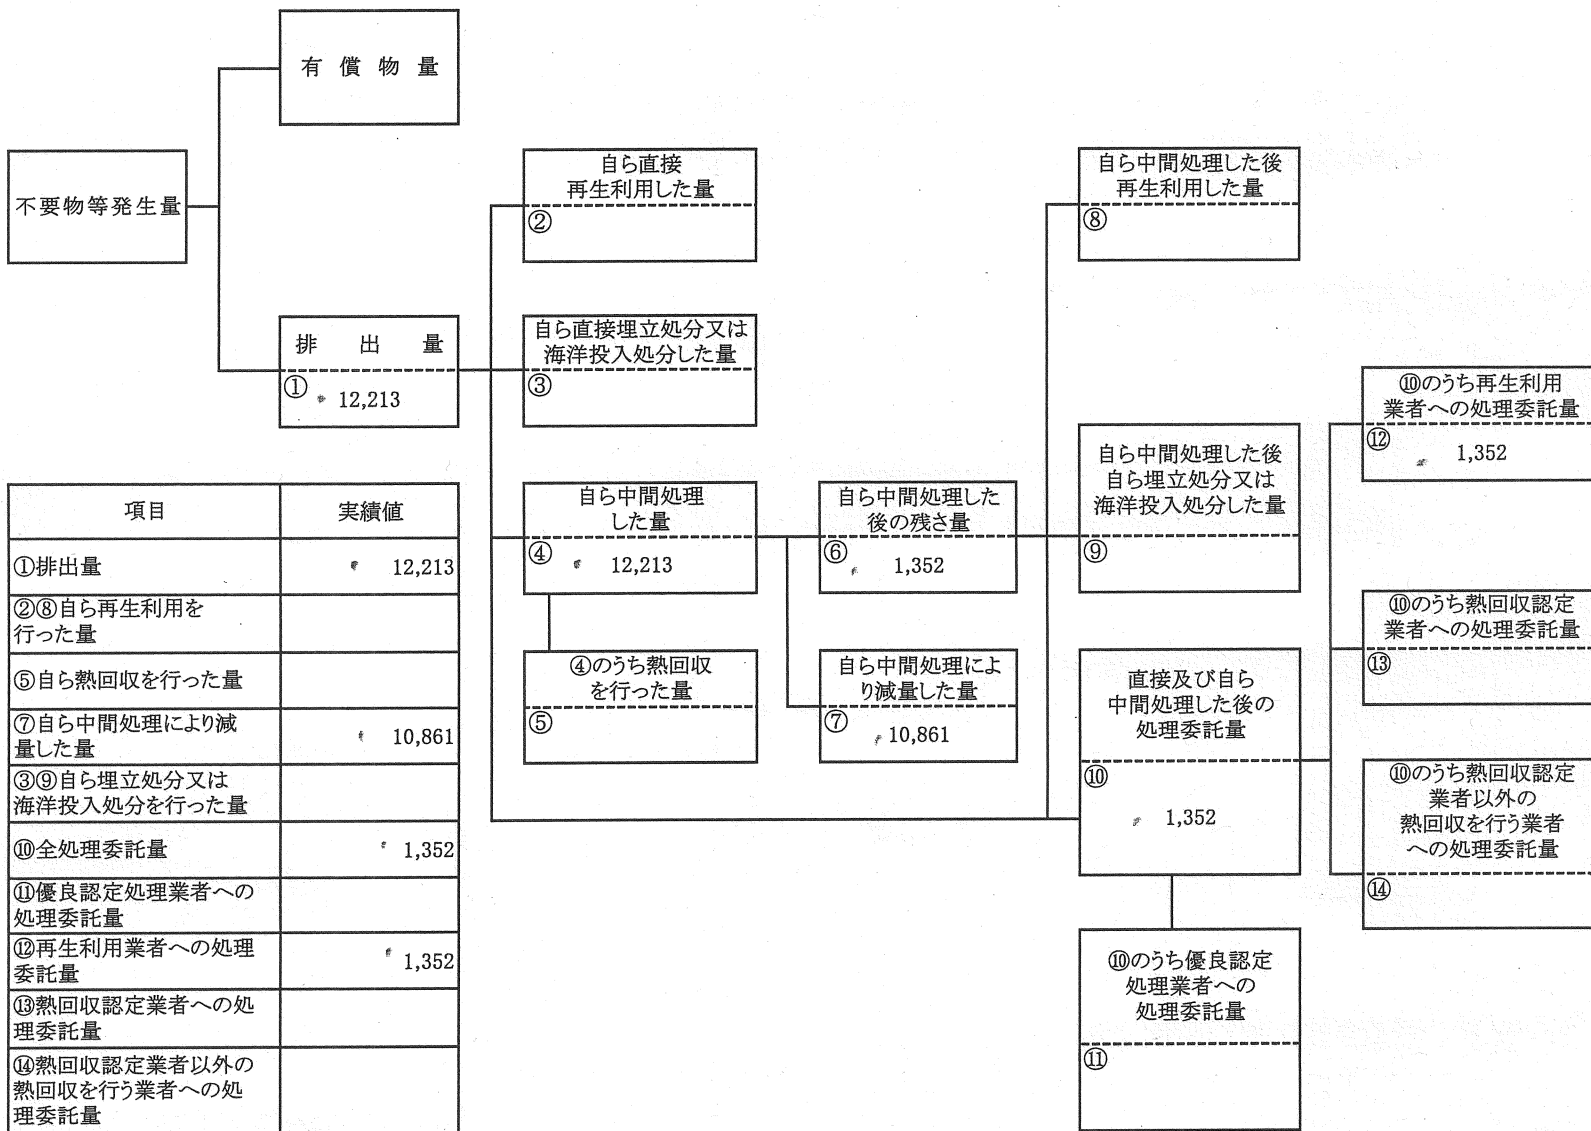 有償物量
不要物等発生量
排出量
① 12,213
自ら直接
再生利用した量
②
自ら直接埋立処分又は
海洋投入処分した量
③
自ら中間処理
した量
④ 12,213
④のうち熱回収
を行った量
⑤
自ら中間処理した
後の残さ量
⑥ 1,352
自ら中間処理によ
り減量した量
⑦ 10,861
自ら中間処理した後
再生利用した量
⑧
自ら中間処理した後
自ら埋立処分又は
海洋投入処分した量
⑨
直接及び自ら
中間処理した後の
処理委託量
⑩
1,352
⑩のうち優良認定
処理業者への
処理委託量
⑪
⑩のうち再生利用
業者への処理委託量
⑫ 1,352
⑩のうち熱回収認定
業者への処理委託量
⑬
⑩のうち熱回収認定
業者以外の
熱回収を行う業者
への処理委託量
⑭
項目 実績値
①排出量 12,213
②⑧自ら再生利用を
行った量
⑤自ら熱回収を行った量
⑦自ら中間処理により減
量した量 10,861
③⑨自ら埋立処分又は
海洋投入処分を行った量
⑩全処理委託量 1,352
⑪優良認定処理業者への
処理委託量
⑫再生利用業者への処理
委託量 1,352
⑬熱回収認定業者への処
理委託量
⑭熱回収認定業者以外の
熱回収を行う業者への処
理委託量